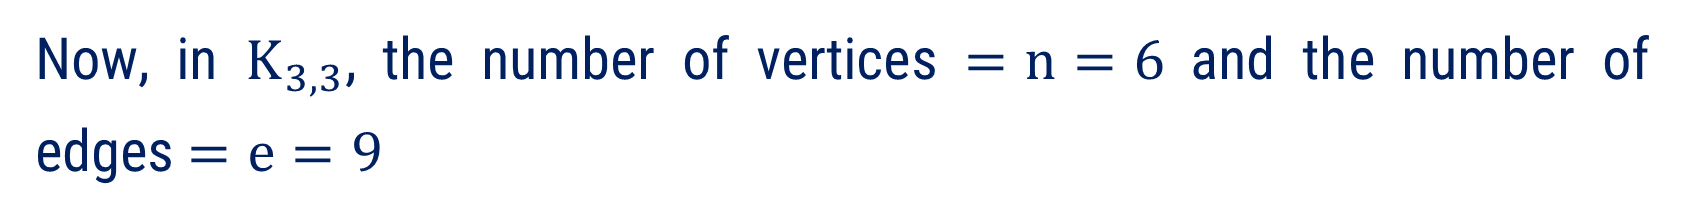 Now, in K₃,₃, the number of vertices = n = 6 and the number of
edges = e = 9